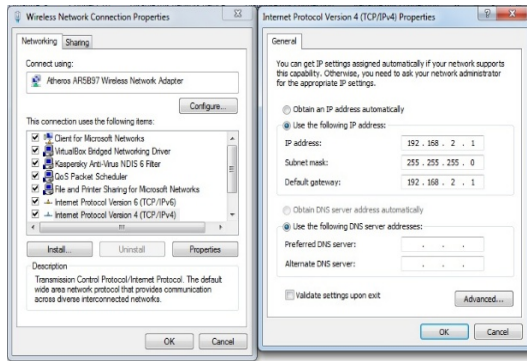 Wireless Network Connection Properties
Networking
Sharing
Connect using:
Atheros AR5B97 Wireless Network Adapter
Configure...
This connection uses the following items:
Client for Microsoft Networks
VirtualBox Bridged Networking Driver
Kaspersky Anti-Virus NDIS 6 Filter
QoS Packet Scheduler
File and Printer Sharing for Microsoft Networks
Internet Protocol Version 6 (TCP/IPv6)
Internet Protocol Version 4 (TCP/IPv4)
Install...
Uninstall
Properties
Description
Transmission Control Protocol/Internet Protocol. The default
wide area network protocol that provides communication
across diverse interconnected networks.
OK
Cancel
Internet Protocol Version 4 (TCP/IPv4) Properties
General
You can get IP settings assigned automatically if your network supports
this capability. Otherwise, you need to ask your network administrator
for the appropriate IP settings.
Obtain an IP address automatically
Use the following IP address:
IP address: 192 . 168 . 2 . 1
Subnet mask: 255 . 255 . 255 . 0
Default gateway: 192 . 168 . 2 . 1
Obtain DNS server address automatically
Use the following DNS server addresses:
Preferred DNS server: . . .
Alternate DNS server: . . .
Validate settings upon exit
Advanced...
OK
Cancel